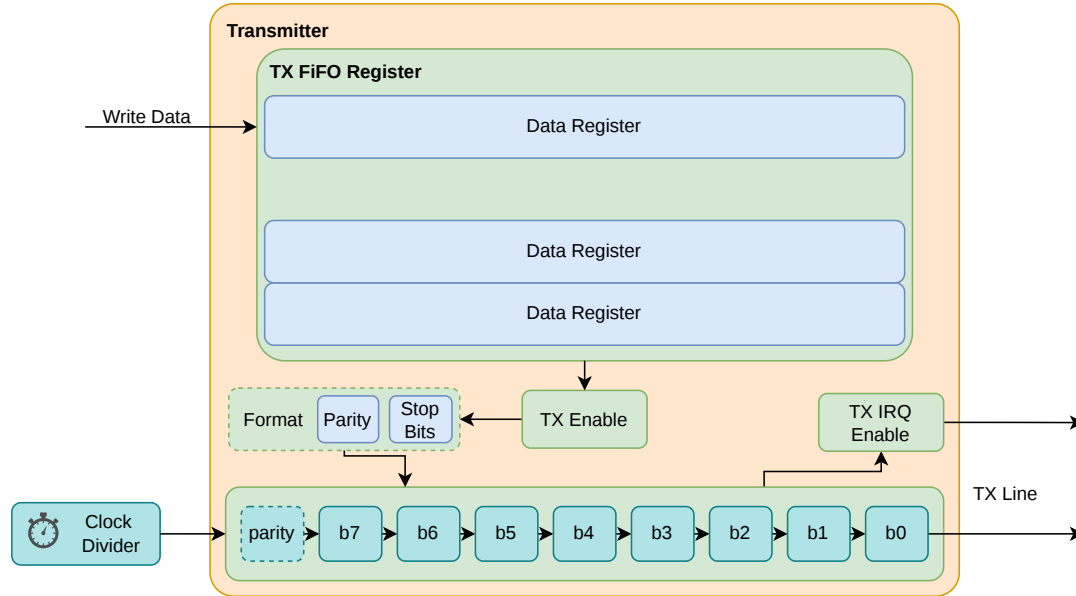 Transmitter
TX FiFO Register
Write Data
Data Register
Data Register
Data Register
Format
Parity
Stop
Bits
TX Enable
TX IRQ
Enable
TX Line
Clock
Divider
parity
b7
b6
b5
b4
b3
b2
b1
b0